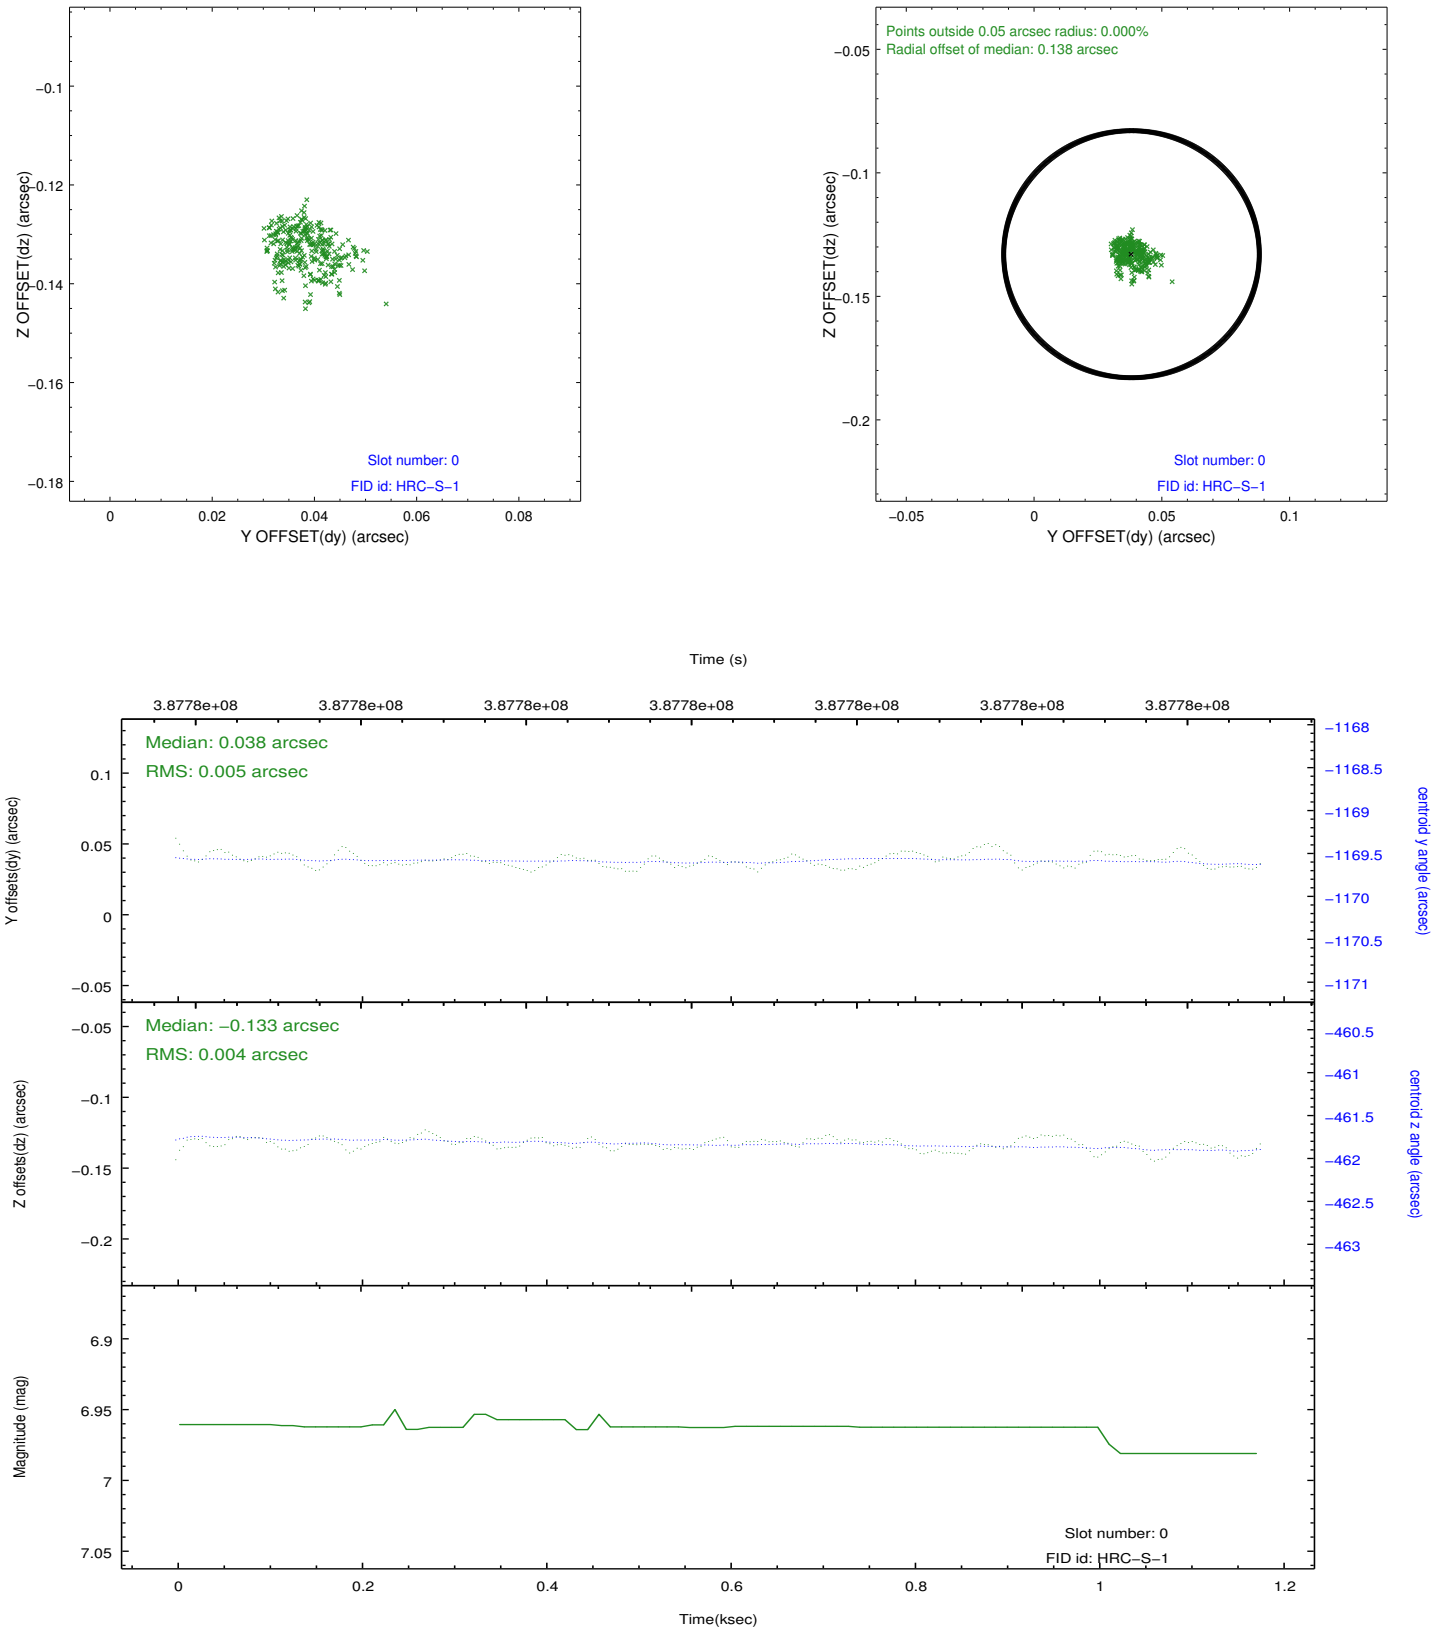 −0.1
−0.12
−0.14
−0.16
−0.18
Z OFFSET(dz) (arcsec)
Slot number: 0
FID id: HRC−S−1
0 0.02 0.04 0.06 0.08
Y OFFSET(dy) (arcsec)
Points outside 0.05 arcsec radius: 0.000%
Radial offset of median: 0.138 arcsec
−0.05
−0.1
−0.15
−0.2
Z OFFSET(dz) (arcsec)
Slot number: 0
FID id: HRC−S−1
−0.05 0 0.05 0.1
Y OFFSET(dy) (arcsec)
Time (s)
3.8778e+08 3.8778e+08 3.8778e+08 3.8778e+08 3.8778e+08 3.8778e+08 3.8778e+08
Median: 0.038 arcsec
RMS: 0.005 arcsec
0.1
0.05
0
−0.05
Y offsets(dy) (arcsec)
−1168
−1168.5
−1169
−1169.5
−1170
−1170.5
−1171
centroid y angle (arcsec)
Median: −0.133 arcsec
RMS: 0.004 arcsec
−0.05
−0.1
−0.15
−0.2
Z offsets(dz) (arcsec)
−460.5
−461
−461.5
−462
−462.5
−463
centroid z angle (arcsec)
6.9
6.95
7
7.05
Magnitude (mag)
Slot number: 0
FID id: HRC−S−1
0 0.2 0.4 0.6 0.8 1 1.2
Time(ksec)